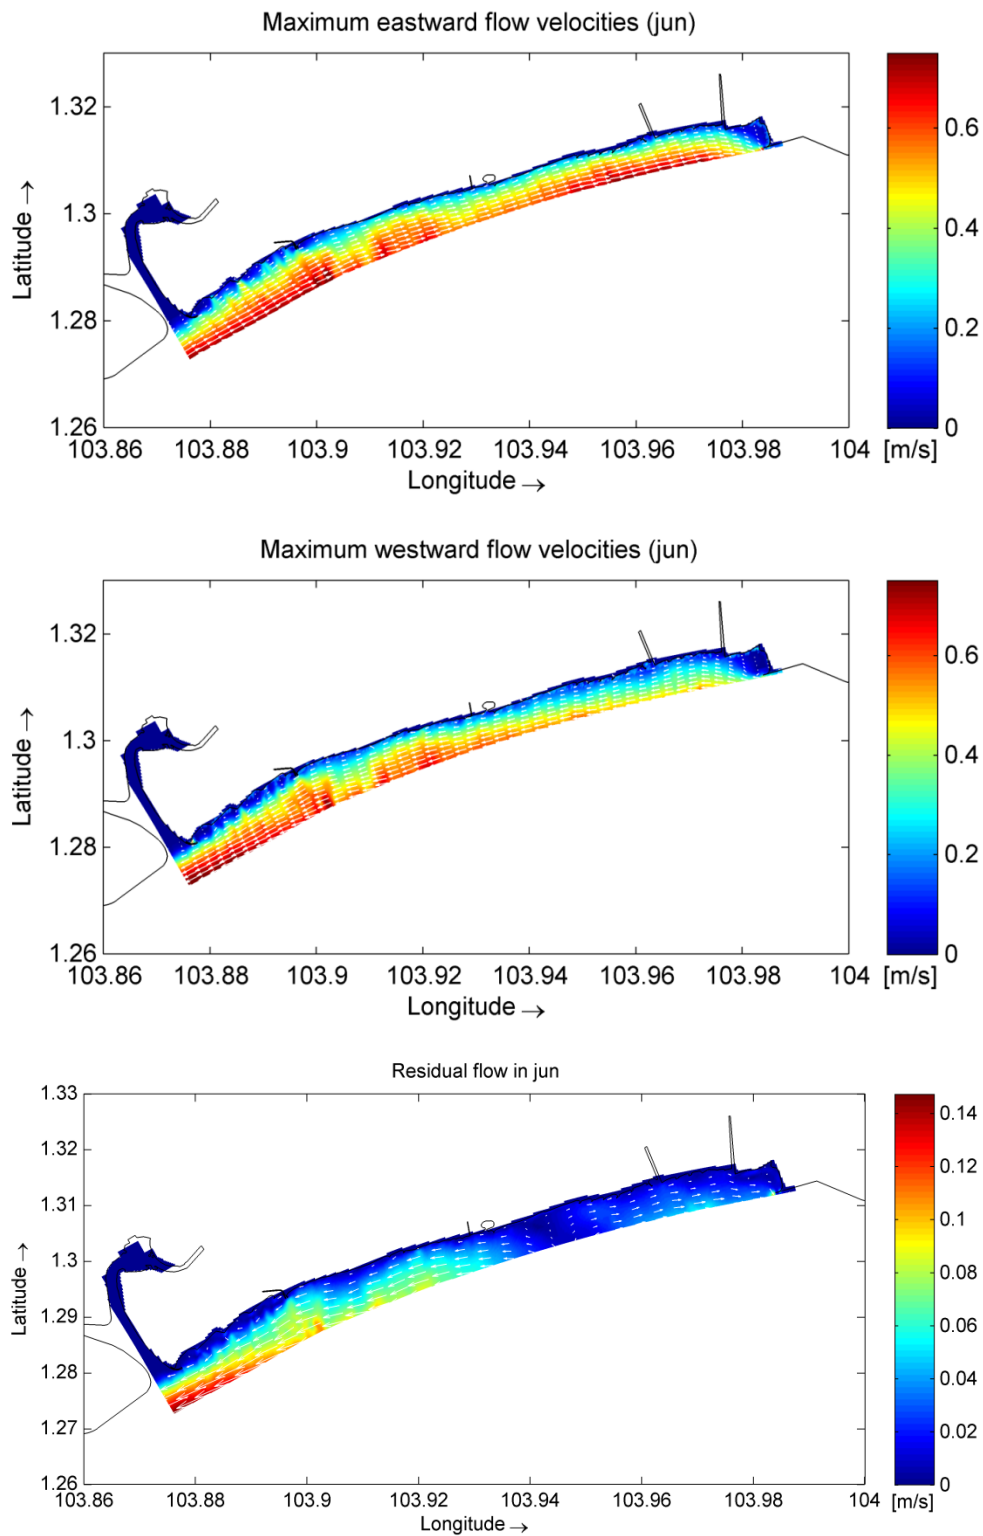 Maximum eastward flow velocities (jun)
1.32
1.3
1.28
1.26
Latitude →
103.86 103.88 103.9 103.92 103.94 103.96 103.98 104
Longitude →
0.6
0.4
0.2
0
[m/s]
Maximum westward flow velocities (jun)
1.32
1.3
1.28
1.26
Latitude →
103.86 103.88 103.9 103.92 103.94 103.96 103.98 104
Longitude →
0.6
0.4
0.2
0
[m/s]
Residual flow in jun
1.33
1.32
1.31
1.3
1.29
1.28
1.27
1.26
Latitude →
103.86 103.88 103.9 103.92 103.94 103.96 103.98 104
Longitude →
0.14
0.12
0.1
0.08
0.06
0.04
0.02
0
[m/s]